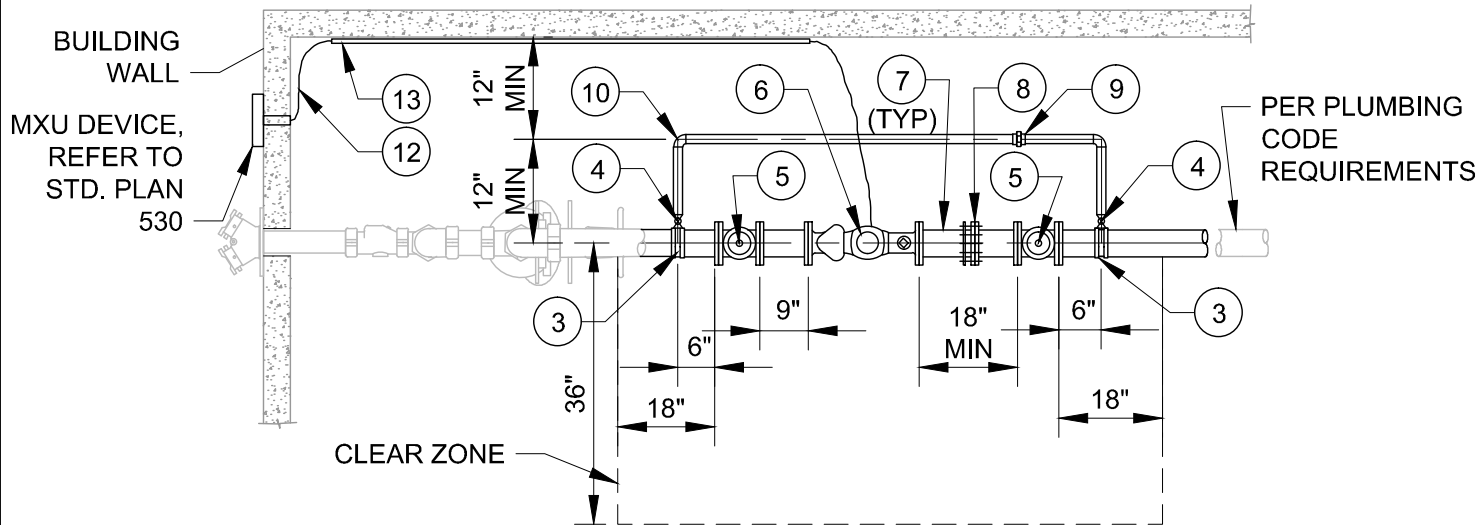 BUILDING
WALL
MXU DEVICE,
REFER TO
STD. PLAN
530
13
12
12"
MIN
12"
MIN
10
4
3
5
6
7
(TYP)
8
9
5
4
3
PER PLUMBING
CODE
REQUIREMENTS
9"
6"
18"
MIN
6"
36"
18"
18"
CLEAR ZONE